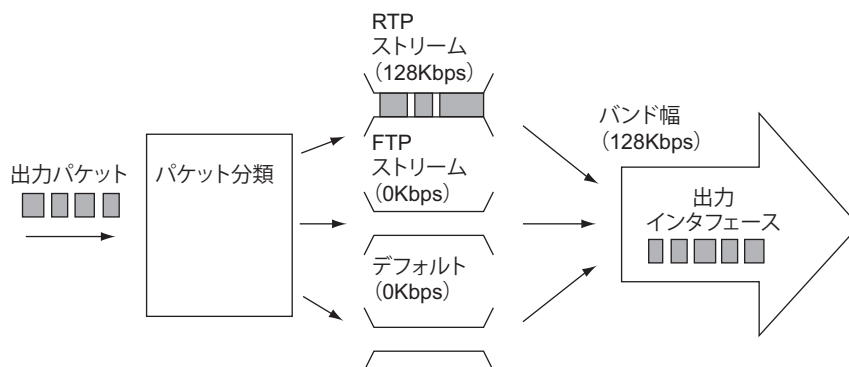 RTP
ストリーム
(128Kbps)
バンド幅
(128Kbps)
FTP
ストリーム
(0Kbps)
出力パケット
パケット分類
出力
インタフェース
デフォルト
(0Kbps)